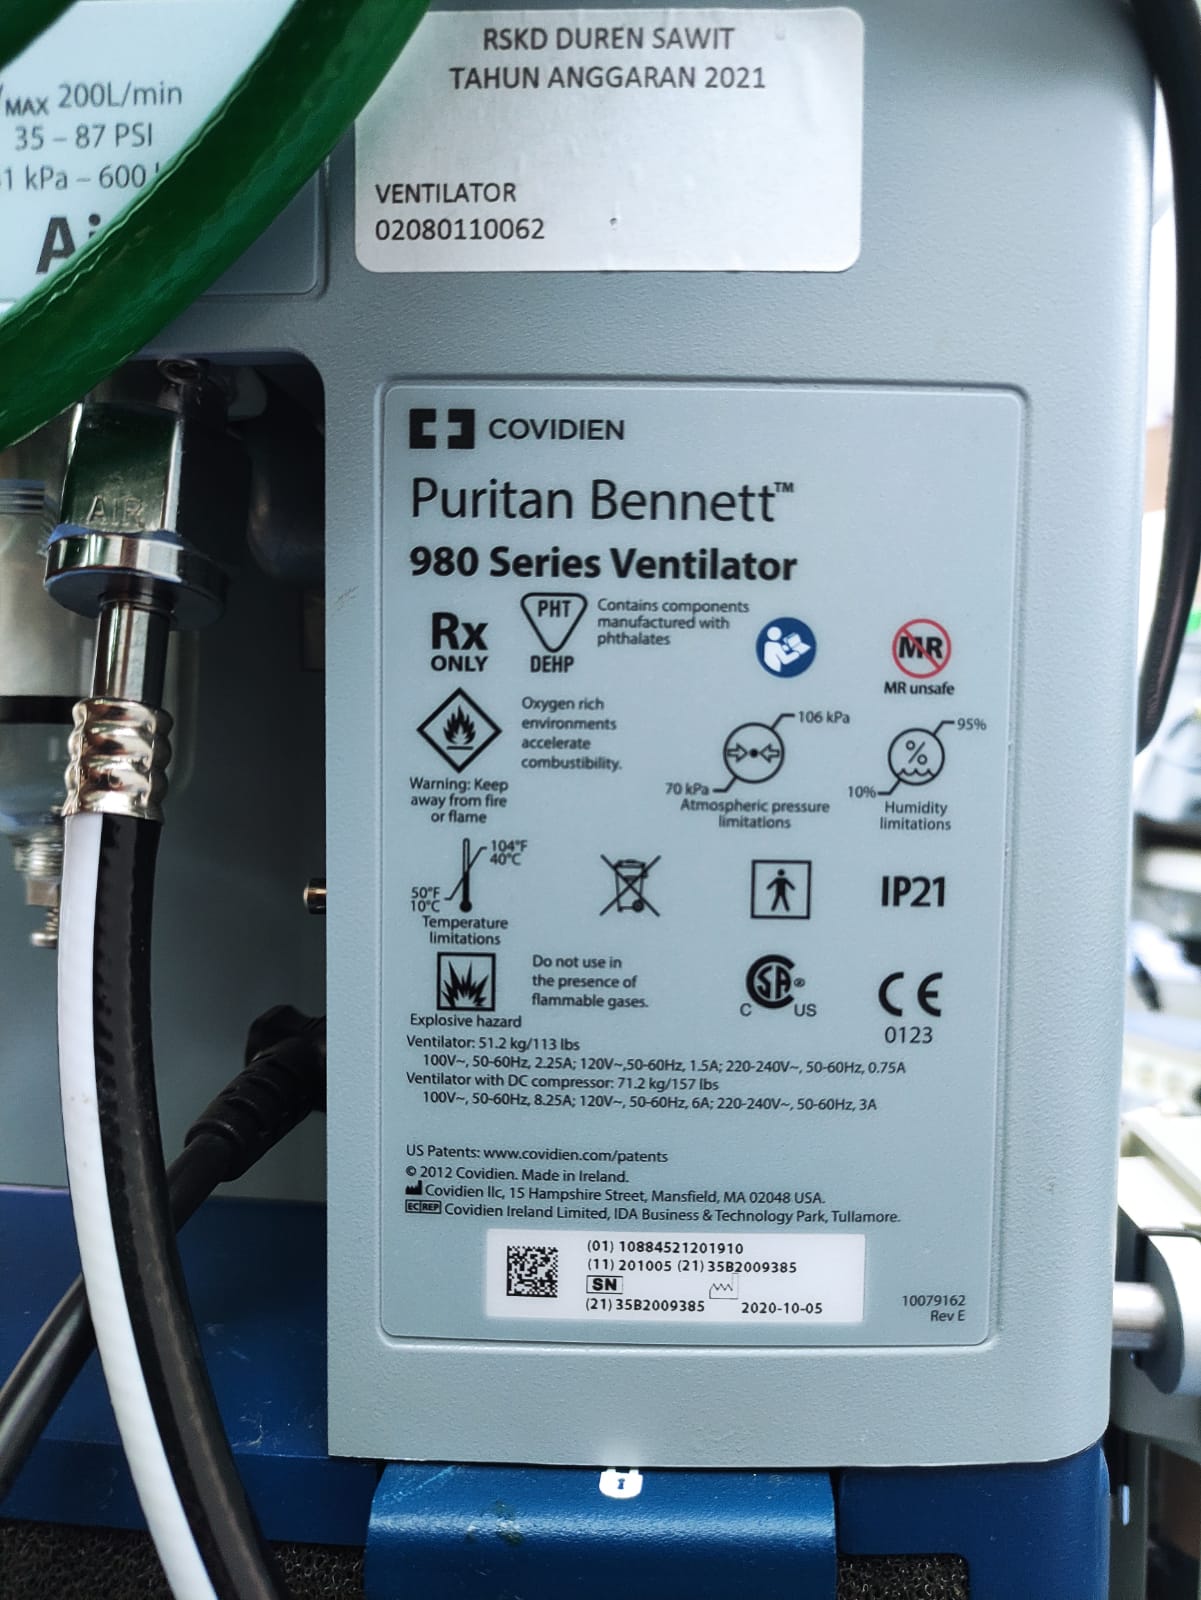 MAX 200L/min
35 – 87 PSI
kPa – 600
RSKD DUREN SAWIT
TAHUN ANGGARAN 2021
VENTILATOR
02080110062
AIR
COVIDIEN
Puritan Bennett™
980 Series Ventilator
Rx
ONLY
PHT
DEHP
Contains components
manufactured with
phthalates
MR
MR unsafe
Oxygen rich
environments
accelerate
combustibility.
Warning: Keep
away from fire
or flame
106 kPa
70 kPa
Atmospheric pressure
limitations
95%
%
10%
Humidity
limitations
104°F
40°C
50°F
10°C
Temperature
limitations
IP21
Do not use in
the presence of
flammable gases.
Explosive hazard
SA®
C US
CE
0123
Ventilator: 51.2 kg/113 lbs
100V~, 50-60Hz, 2.25A; 120V~,50-60Hz, 1.5A; 220-240V~, 50-60Hz, 0.75A
Ventilator with DC compressor: 71.2 kg/157 lbs
100V~, 50-60Hz, 8.25A; 120V~, 50-60Hz, 6A; 220-240V~, 50-60Hz, 3A
US Patents: www.covidien.com/patents
© 2012 Covidien. Made in Ireland.
Covidien llc, 15 Hampshire Street, Mansfield, MA 02048 USA.
EC REP Covidien Ireland Limited, IDA Business & Technology Park, Tullamore.
(01) 10884521201910
(11) 201005 (21) 35B2009385
SN
(21) 35B2009385 2020-10-05
10079162
Rev E